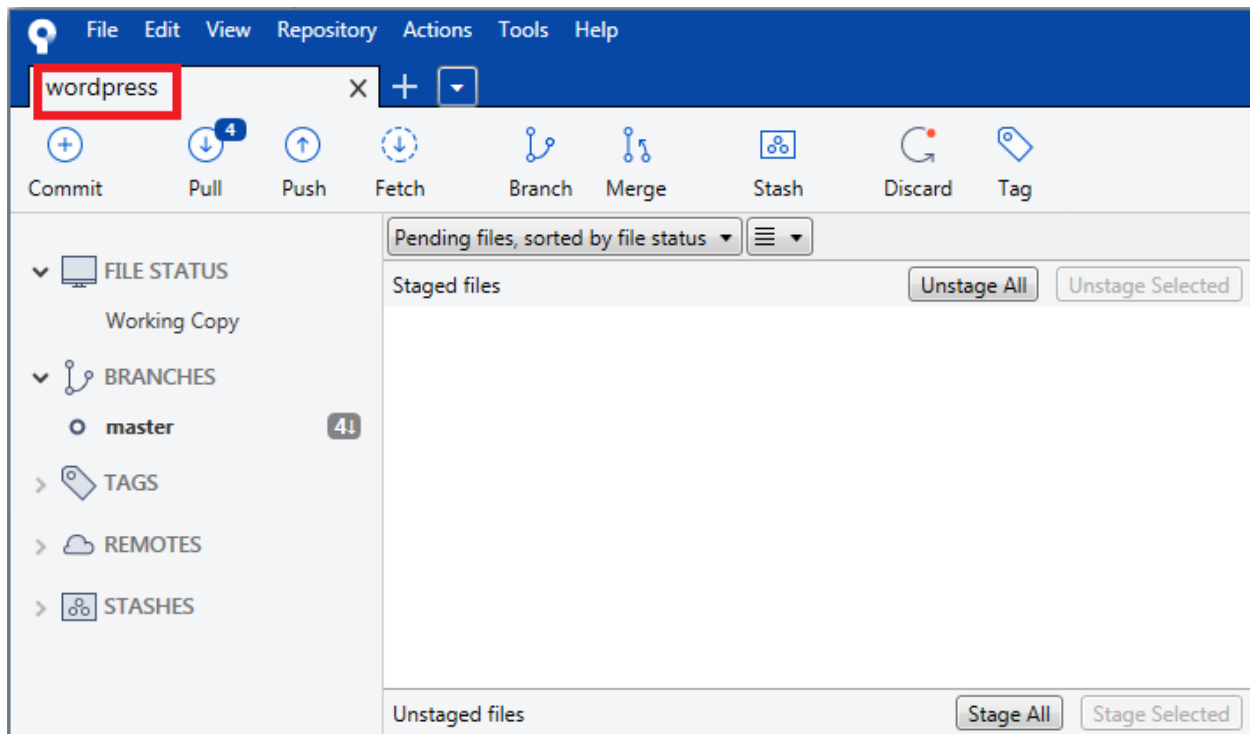 File Edit View Repository Actions Tools Help
wordpress
4
Commit Pull Push Fetch Branch Merge Stash Discard Tag
Pending files, sorted by file status
FILE STATUS
Staged files Unstage All Unstage Selected
Working Copy
BRANCHES
master 4↓
TAGS
REMOTES
STASHES
Unstaged files Stage All Stage Selected